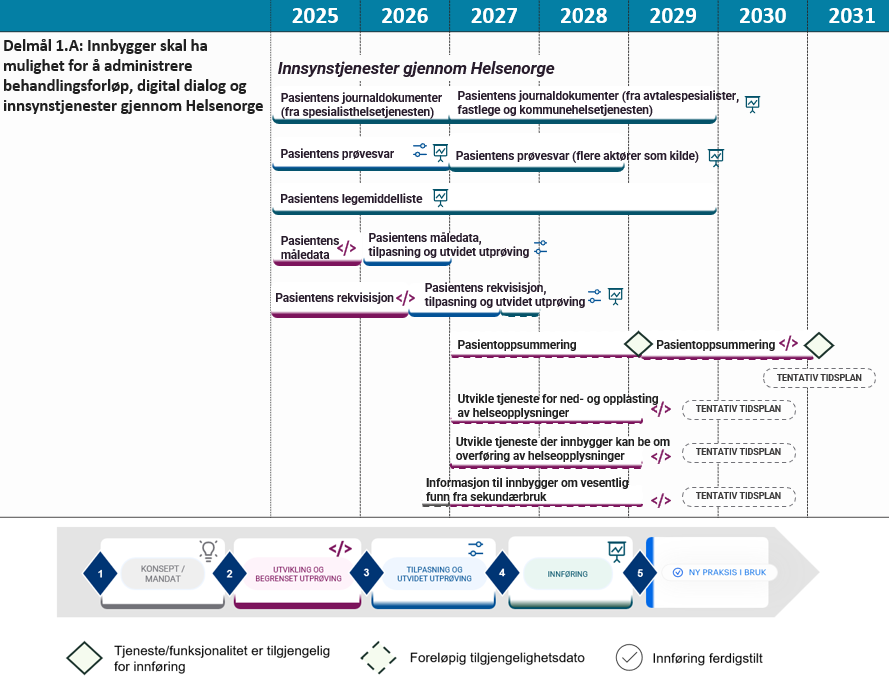 2025 2026 2027 2028 2029 2030 2031
Delmål 1.A: Innbygger skal ha
mulighet for å administrere
behandlingsforløp, digital dialog og
innsynstjenester gjennom Helsenorge
Innsynstjenester gjennom Helsenorge
Pasientens journaldokumenter
(fra spesialisthelsetjenesten)
Pasientens journaldokumenter (fra avtalespesialister,
fastlege og kommunehelsetjenesten)
Pasientens prøvesvar
Pasientens prøvesvar (flere aktører som kilde)
Pasientens legemiddelliste
Pasientens
måledata
</>
Pasientens måledata,
tilpasning og utvidet utprøving
Pasientens rekvisisjon </>
Pasientens rekvisisjon,
tilpasning og utvidet utprøving
Pasientoppsummering
Pasientoppsummering </>
TENTATIV TIDSPLAN
Utvikle tjeneste for ned- og opplasting
av helseopplysninger
</>
TENTATIV TIDSPLAN
Utvikle tjeneste der innbygger kan be om
overføring av helseopplysninger
</>
TENTATIV TIDSPLAN
Informasjon til innbygger om vesentlig
funn fra sekundærbruk
</>
TENTATIV TIDSPLAN
1
KONSEPT /
MANDAT
2
</>
UTVIKLING OG
BEGRENSET UTPRØVING
3
TILPASNING OG
UTVIDET UTPRØVING
4
INNFØRING
5
NY PRAKSIS I BRUK
Tjeneste/funksjonalitet er tilgjengelig
for innføring
Foreløpig tilgjengelighetsdato
Innføring ferdigstilt